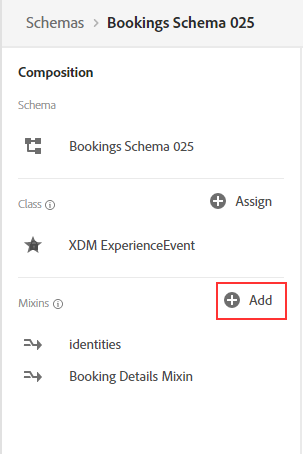 Schemas > Bookings Schema 025
Composition
Schema
Bookings Schema 025
Class
Assign
XDM ExperienceEvent
Mixins
Add
identities
Booking Details Mixin